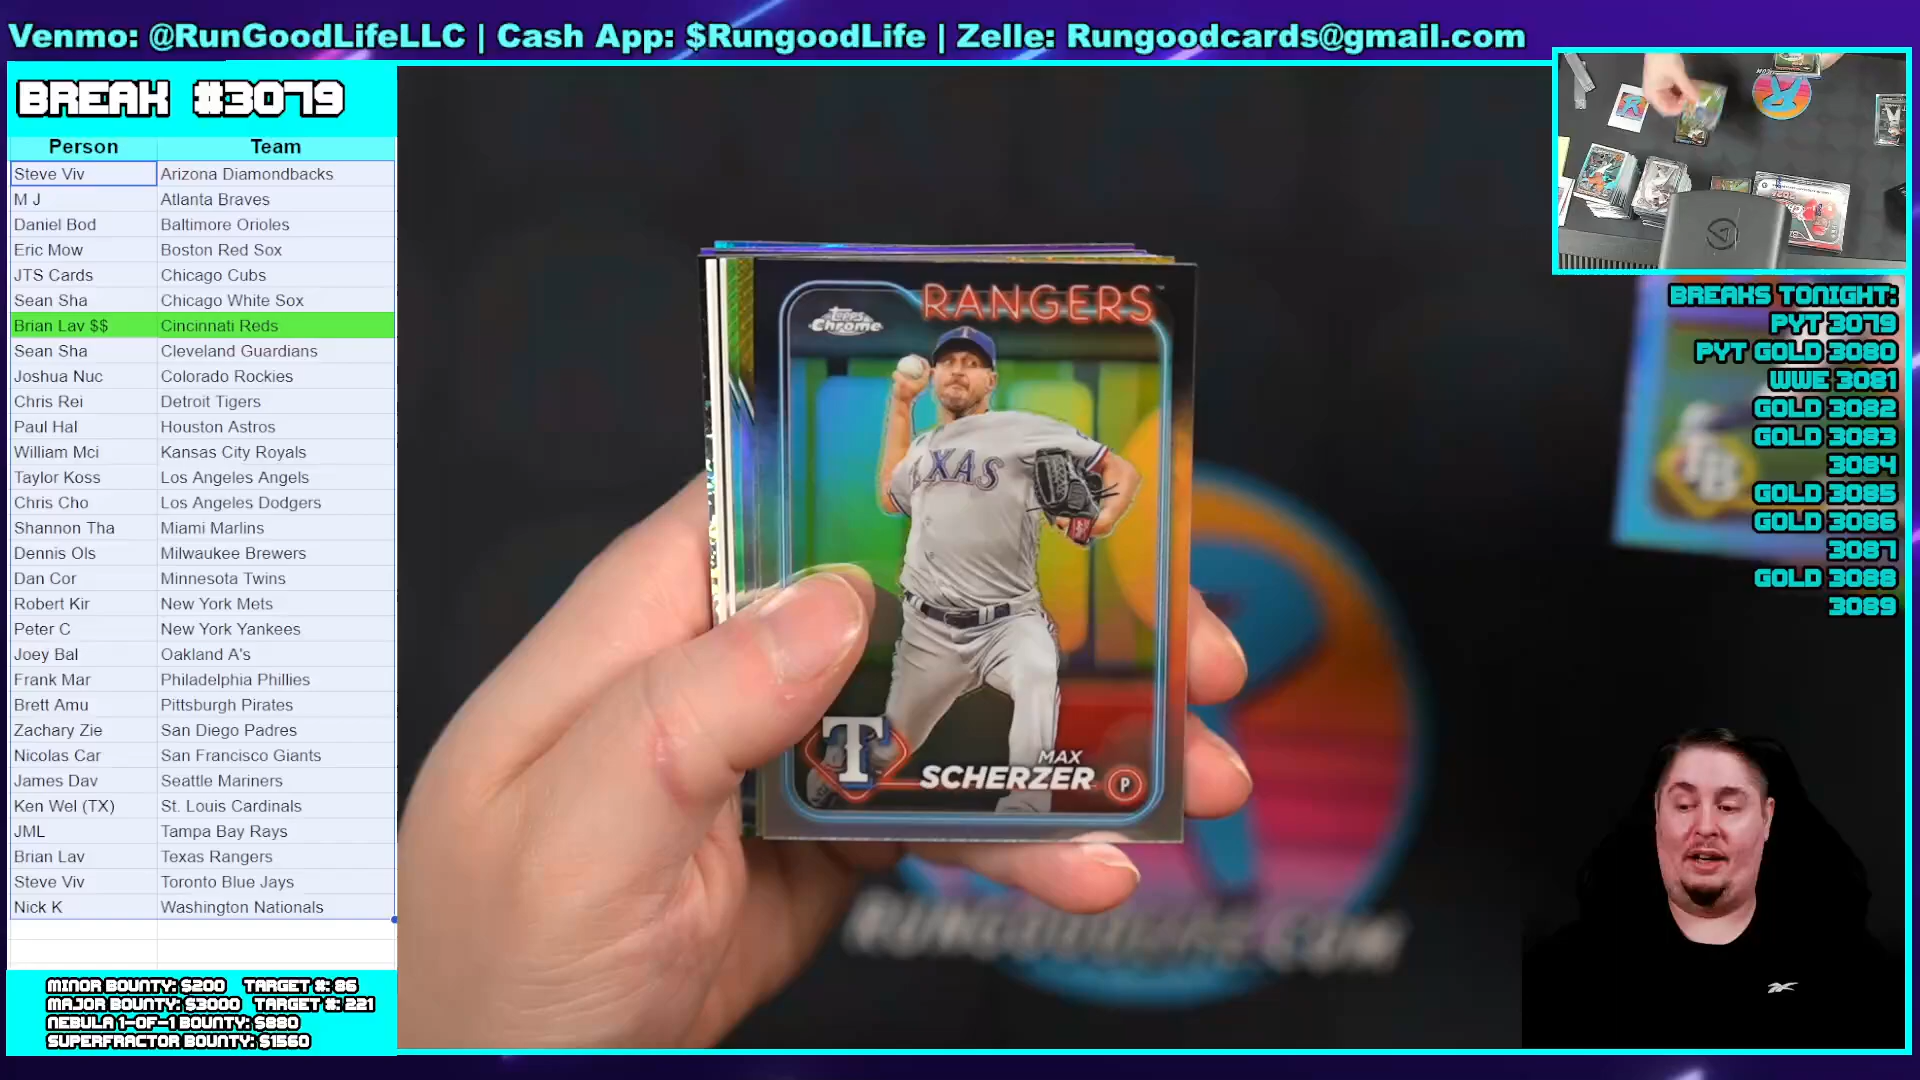 Venmo: @RunGoodLifeLLC | Cash App: $RungoodLife | Zelle: Rungoodcards@gmail.com
BREAK #3079
Person Team
Steve Viv Arizona Diamondbacks
M J Atlanta Braves
Daniel Bod Baltimore Orioles
Eric Mow Boston Red Sox
JTS Cards Chicago Cubs
Sean Sha Chicago White Sox
Brian Lav $$ Cincinnati Reds
Sean Sha Cleveland Guardians
Joshua Nuc Colorado Rockies
Chris Rei Detroit Tigers
Paul Hal Houston Astros
William Mci Kansas City Royals
Taylor Koss Los Angeles Angels
Chris Cho Los Angeles Dodgers
Shannon Tha Miami Marlins
Dennis Ols Milwaukee Brewers
Dan Cor Minnesota Twins
Robert Kir New York Mets
Peter C New York Yankees
Joey Bal Oakland A's
Frank Mar Philadelphia Phillies
Brett Amu Pittsburgh Pirates
Zachary Zie San Diego Padres
Nicolas Car San Francisco Giants
James Dav Seattle Mariners
Ken Wel (TX) St. Louis Cardinals
JML Tampa Bay Rays
Brian Lav Texas Rangers
Steve Viv Toronto Blue Jays
Nick K Washington Nationals
MINOR BOUNTY: $200 TARGET #: 86
MAJOR BOUNTY: $3000 TARGET #: 221
NEBULA 1-OF-1 BOUNTY: $880
SUPERFRACTOR BOUNTY: $1560
Topps
Chrome
RANGERS
TEXAS
T
MAX
SCHERZER
P
BREAKS TONIGHT:
PYT 3079
PYT GOLD 3080
WWE 3081
GOLD 3082
GOLD 3083
3084
GOLD 3085
GOLD 3086
3087
GOLD 3088
3089
TB